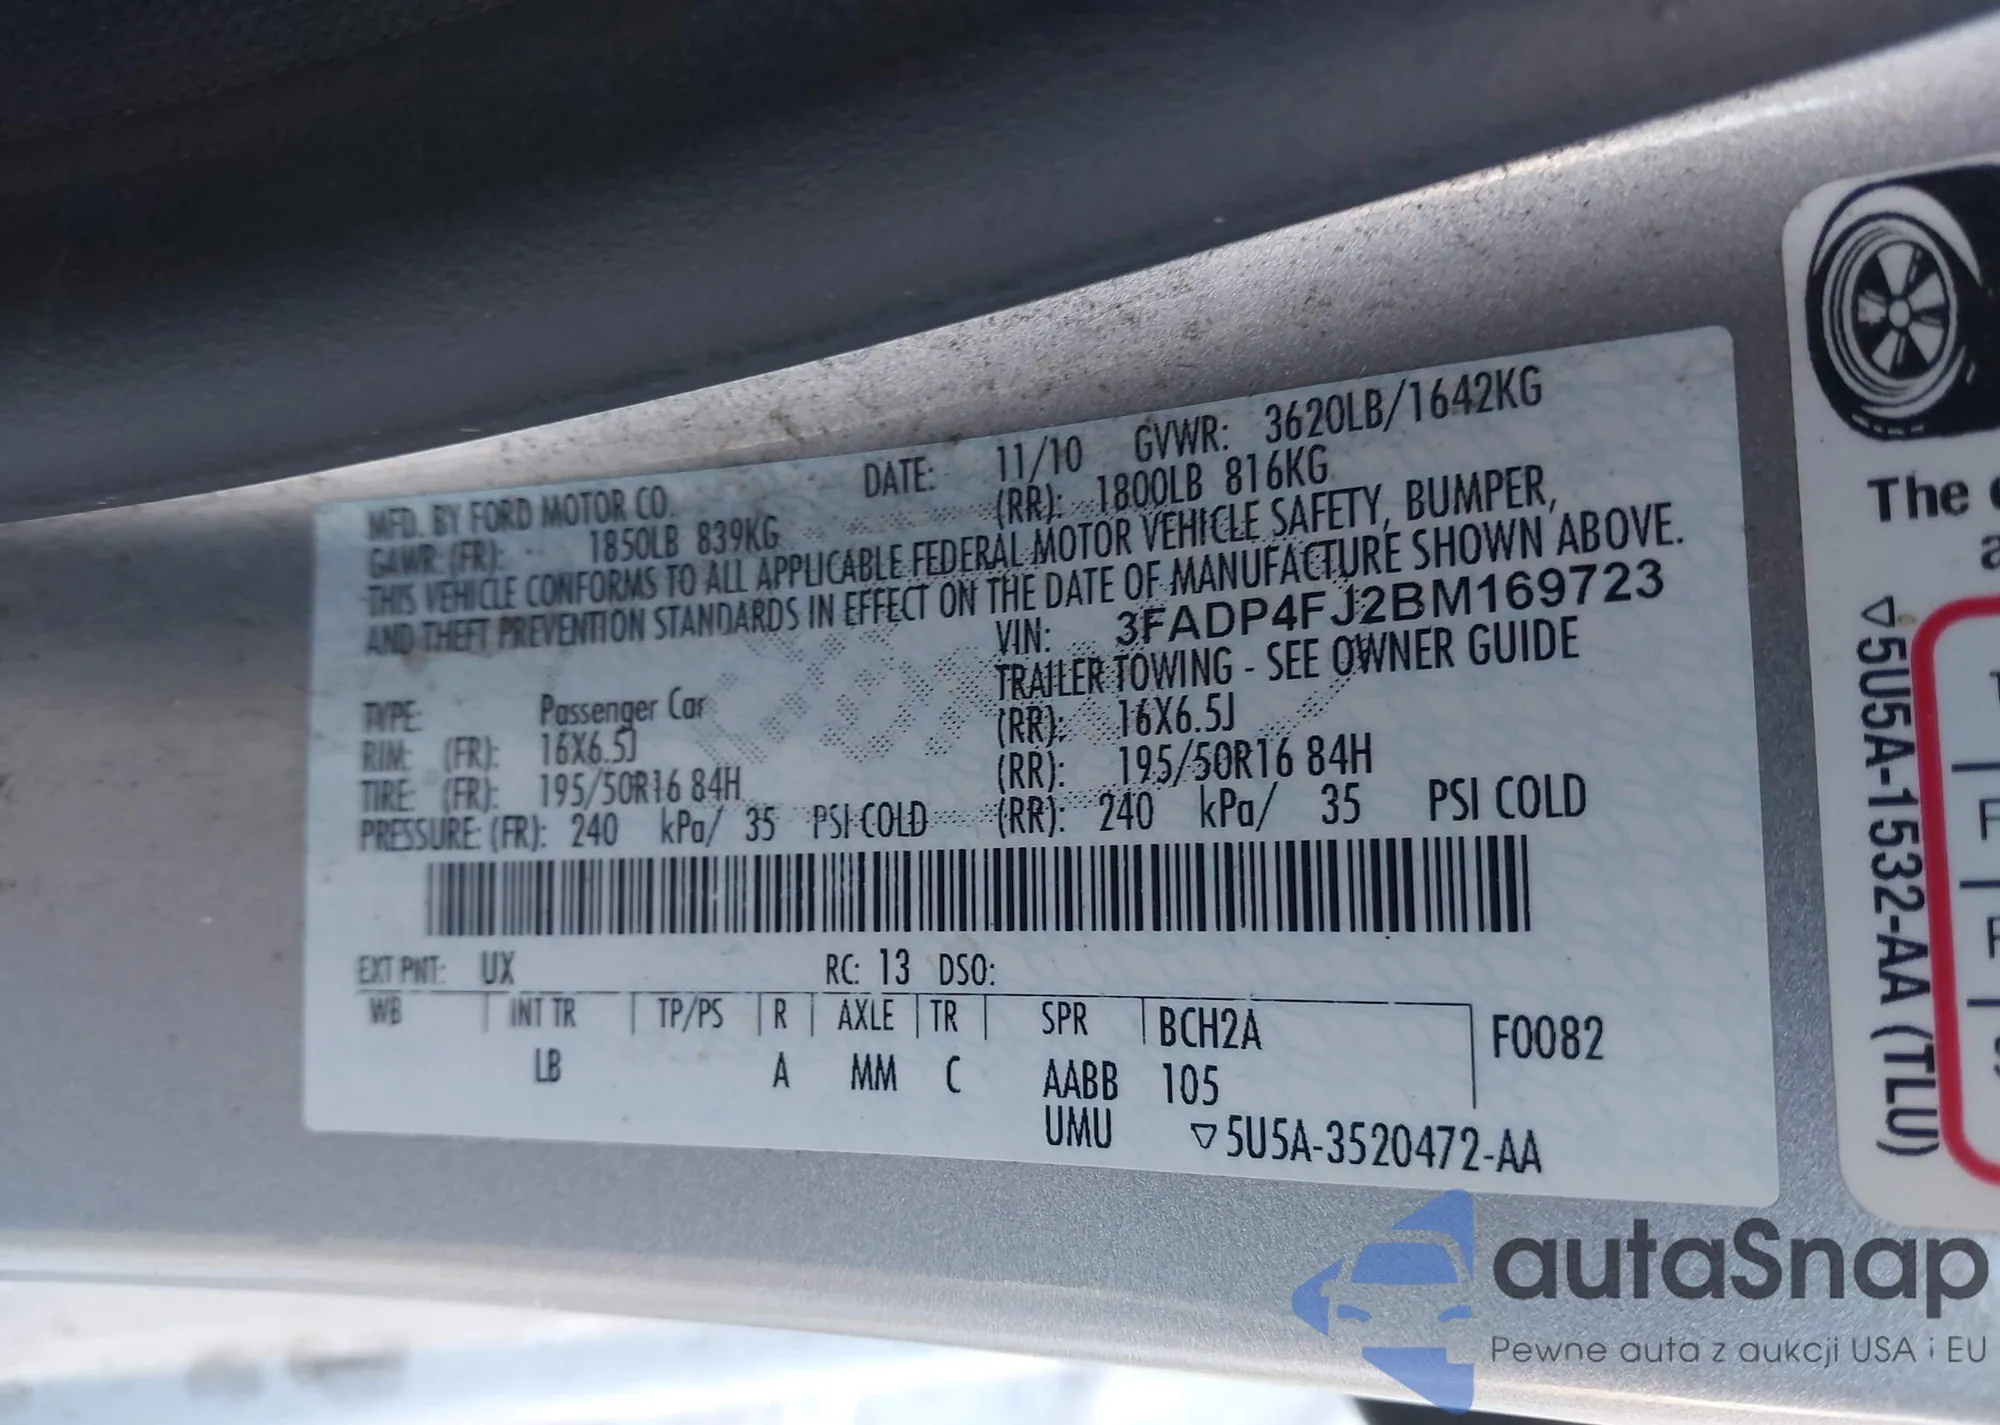 MFD. BY FORD MOTOR CO. DATE: 11/10 GVWR: 3620LB/1642KG
GAWR: (FR): 1850LB 839KG (RR): 1800LB 816KG
THIS VEHICLE CONFORMS TO ALL APPLICABLE FEDERAL MOTOR VEHICLE SAFETY, BUMPER,
AND THEFT PREVENTION STANDARDS IN EFFECT ON THE DATE OF MANUFACTURE SHOWN ABOVE.
VIN: 3FADP4FJ2BM169723
TRAILER TOWING - SEE OWNER GUIDE
TYPE: Passenger Car
RIM: (FR): 16X6.5J (RR): 16X6.5J
TIRE: (FR): 195/50R16 84H (RR): 195/50R16 84H
PRESSURE: (FR): 240 kPa/ 35 PSI COLD (RR): 240 kPa/ 35 PSI COLD
EXT PNT: UX RC: 13 DSO:
WB INT TR TP/PS R AXLE TR SPR BCH2A F0082
LB A MM C AABB 105
UMU ▽5U5A-3520472-AA
The
▽5U5A-1532-AA (TLU)
autaSnap
Pewne auta z aukcji USA i EU